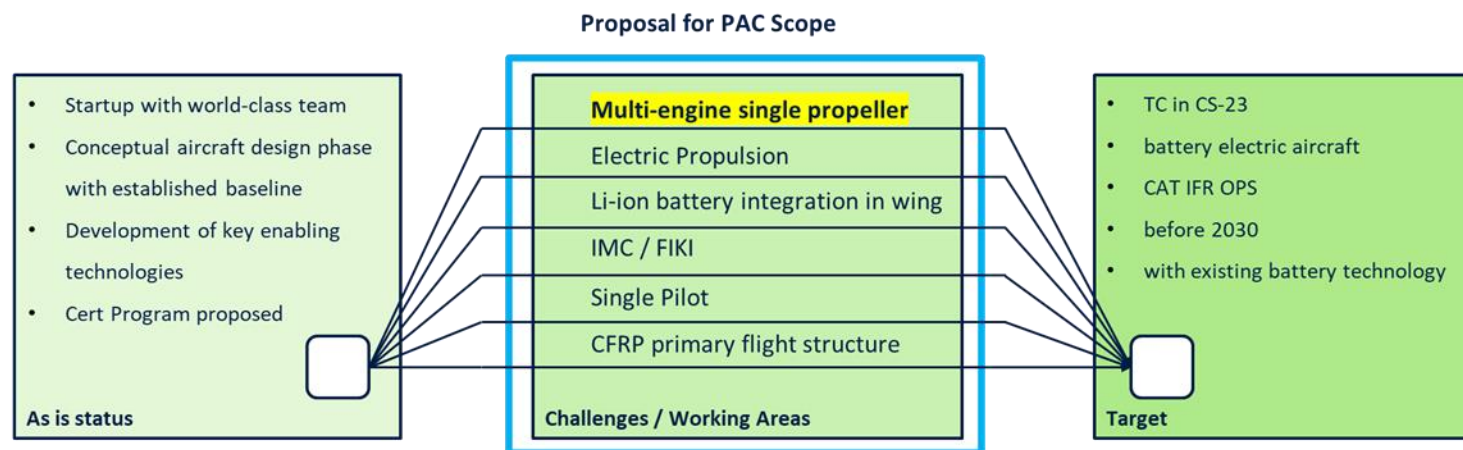 Proposal for PAC Scope
• Startup with world-class team
• Conceptual aircraft design phase
with established baseline
• Development of key enabling
technologies
• Cert Program proposed
As is status
Multi-engine single propeller
Electric Propulsion
Li-ion battery integration in wing
IMC / FIKI
Single Pilot
CFRP primary flight structure
Challenges / Working Areas
• TC in CS-23
• battery electric aircraft
• CAT IFR OPS
• before 2030
• with existing battery technology
Target